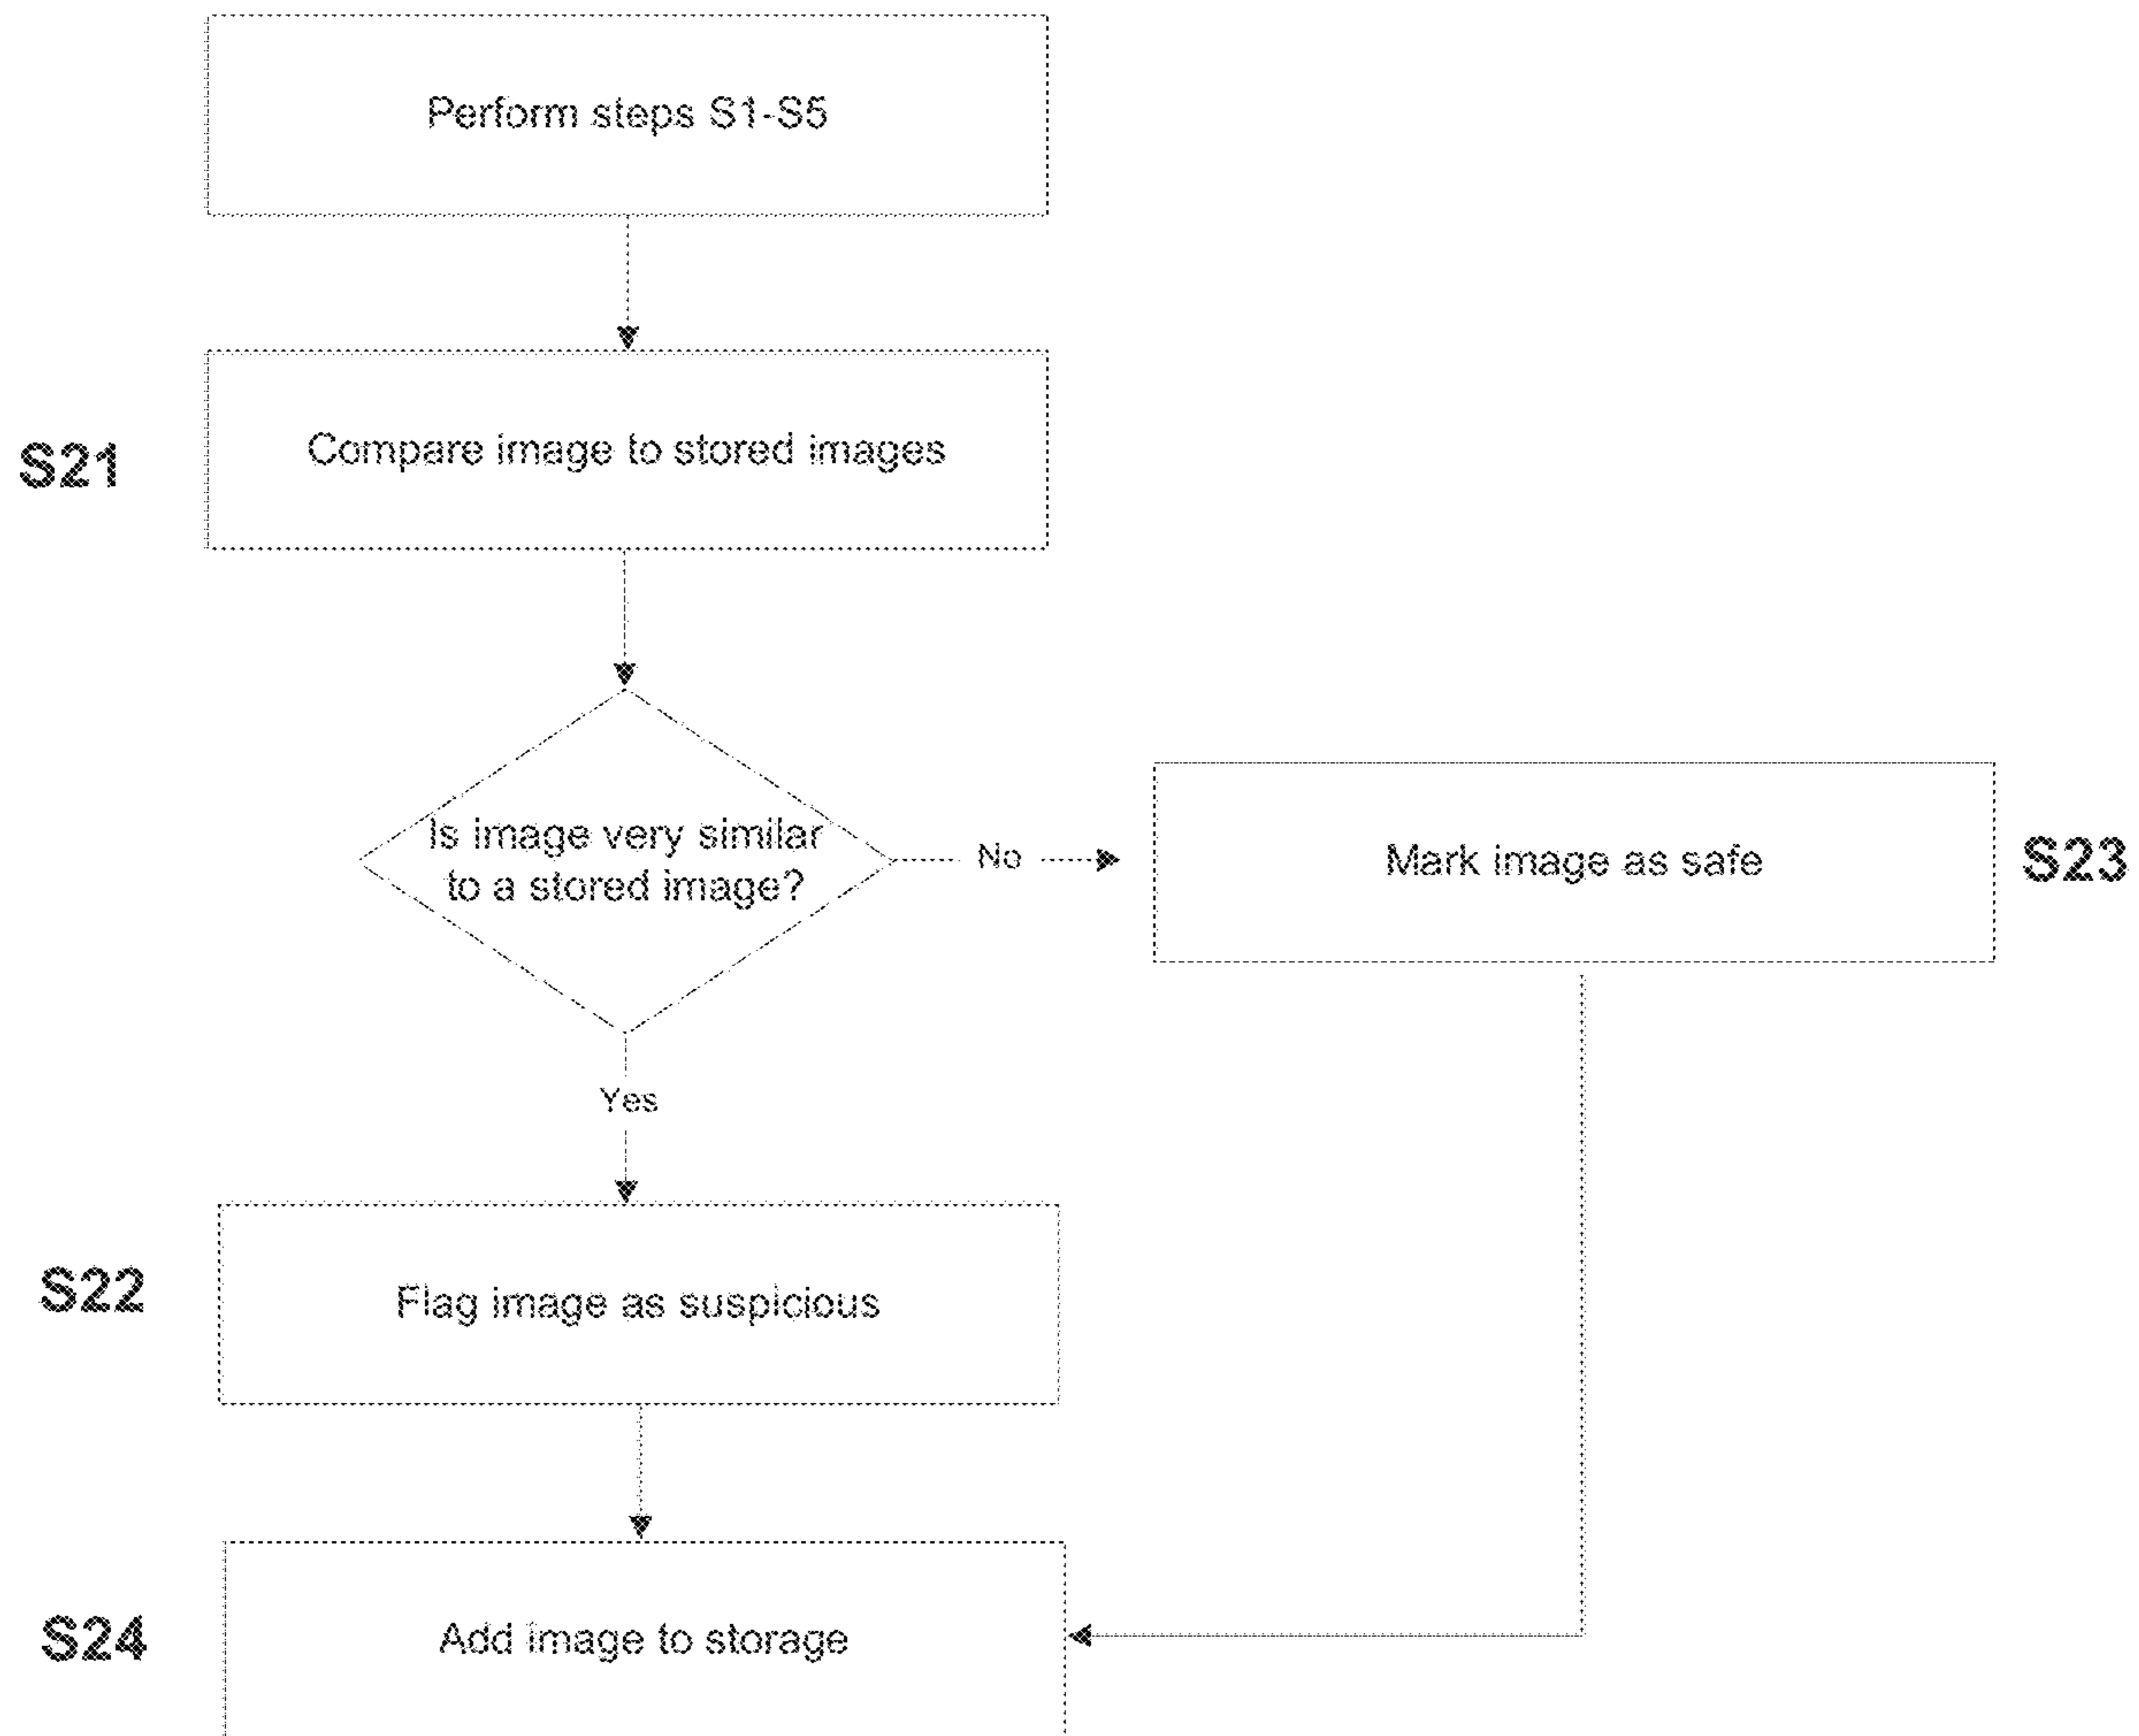 Perform steps S1-S5
S21
Compare image to stored images
Is image very similar
to a stored image?
No
Mark image as safe
S23
Yes
S22
Flag image as suspicious
S24
Add image to storage